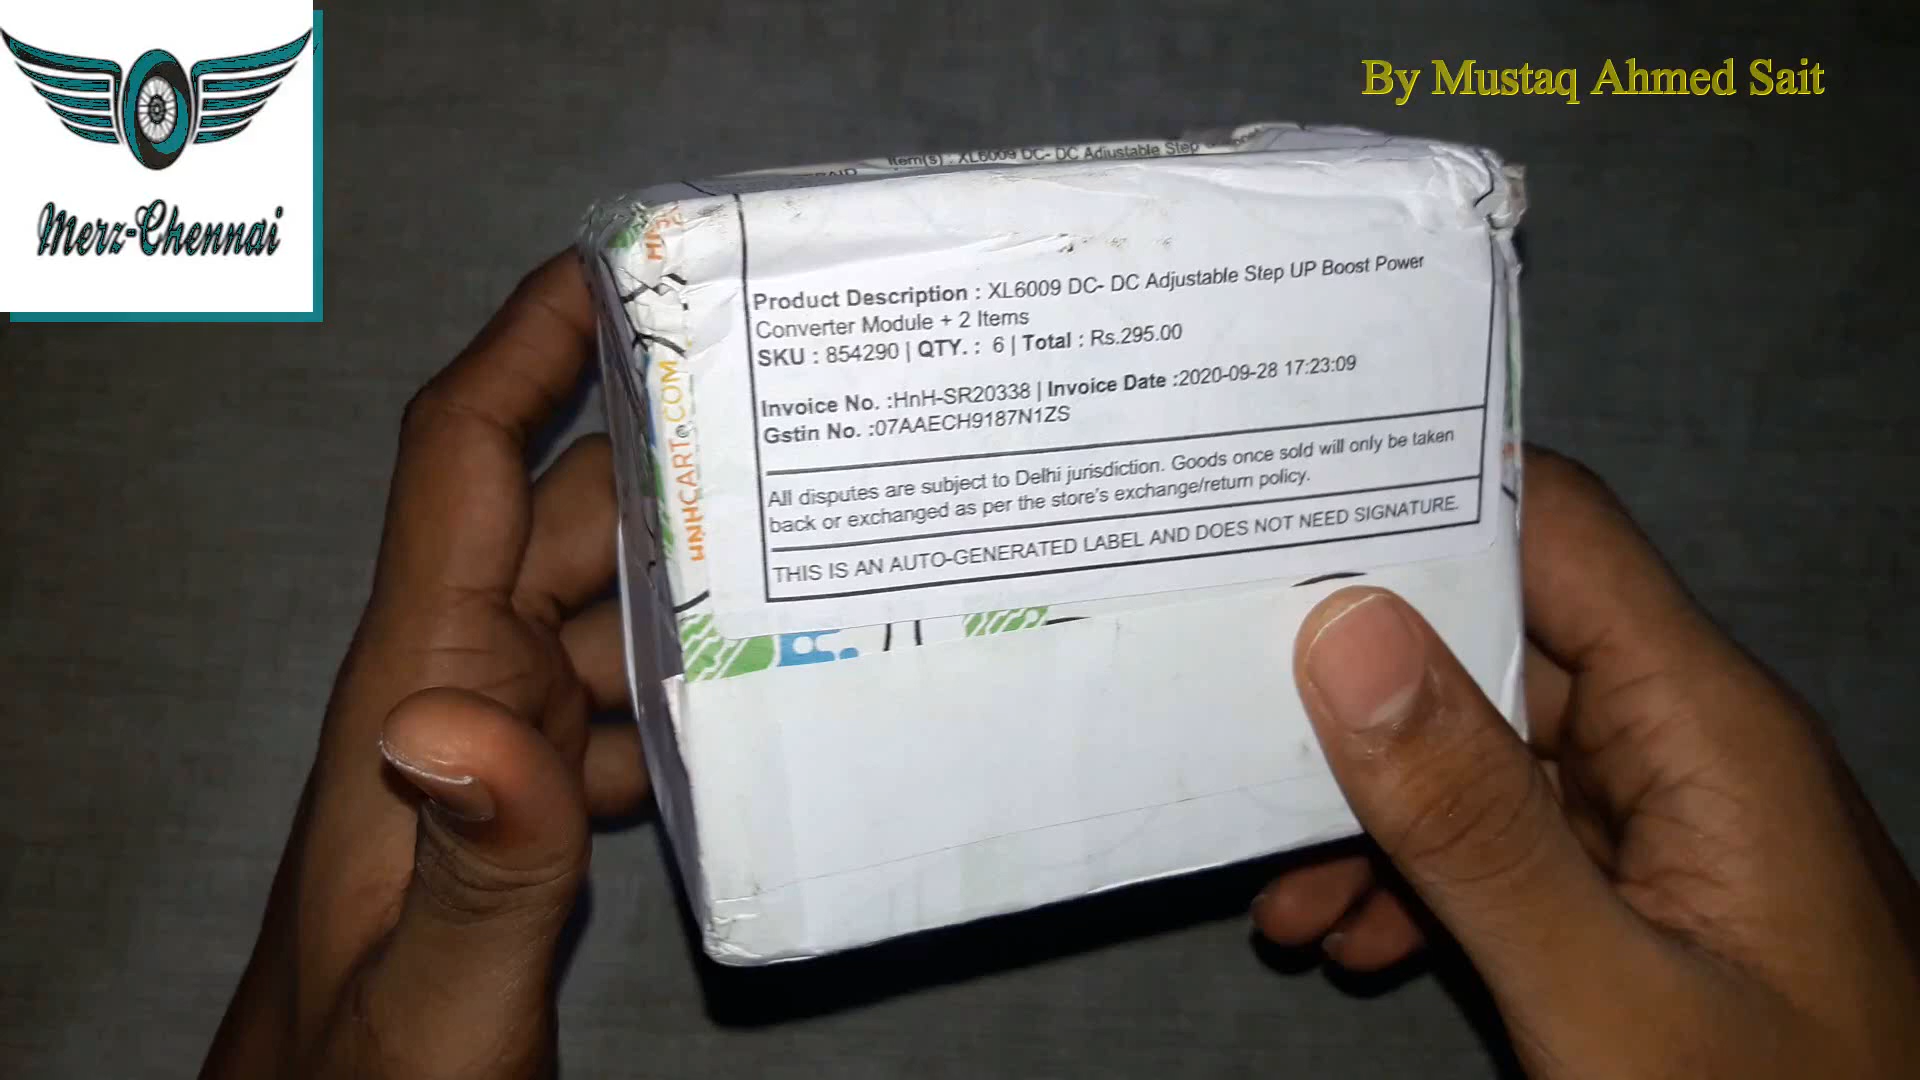 Merz-Chennai
By Mustaq Ahmed Sait
Item(s) : XL6009 DC- DC Adjustable Step
Product Description : XL6009 DC- DC Adjustable Step UP Boost Power
Converter Module + 2 Items
SKU : 854290 | QTY. : 6 | Total : Rs.295.00
Invoice No. :HnH-SR20338 | Invoice Date :2020-09-28 17:23:09
Gstin No. :07AAECH9187N1ZS
All disputes are subject to Delhi jurisdiction. Goods once sold will only be taken
back or exchanged as per the store's exchange/return policy.
THIS IS AN AUTO-GENERATED LABEL AND DOES NOT NEED SIGNATURE.
HNHCART.COM